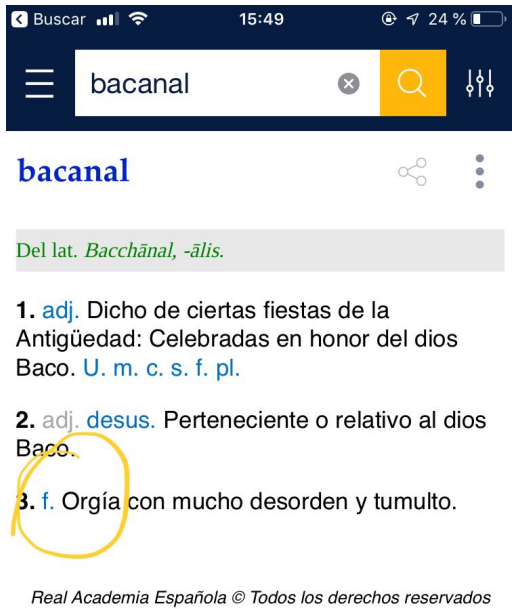 Buscar 15:49 24 %
bacanal
bacanal
Del lat. Bacchānal, -ālis.
1. adj. Dicho de ciertas fiestas de la
Antigüedad: Celebradas en honor del dios
Baco. U. m. c. s. f. pl.
2. adj. desus. Perteneciente o relativo al dios
Baco.
3. f. Orgía con mucho desorden y tumulto.
Real Academia Española © Todos los derechos reservados